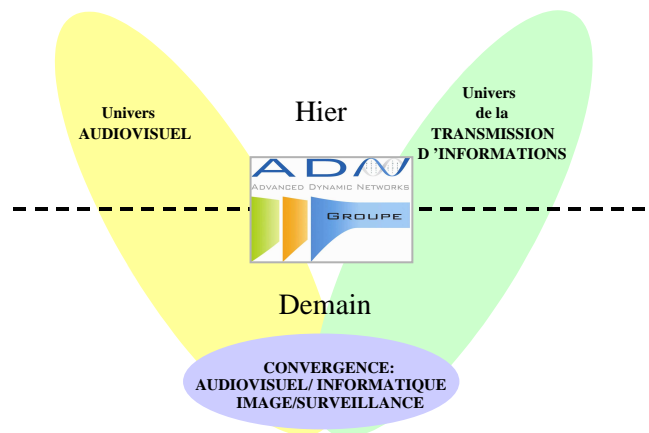 Univers
AUDIOVISUEL
Hier
Univers
de la
TRANSMISSION
D ’INFORMATIONS
ADN
ADVANCED DYNAMIC NETWORKS
GROUPE
Demain
CONVERGENCE:
AUDIOVISUEL/ INFORMATIQUE
IMAGE/SURVEILLANCE